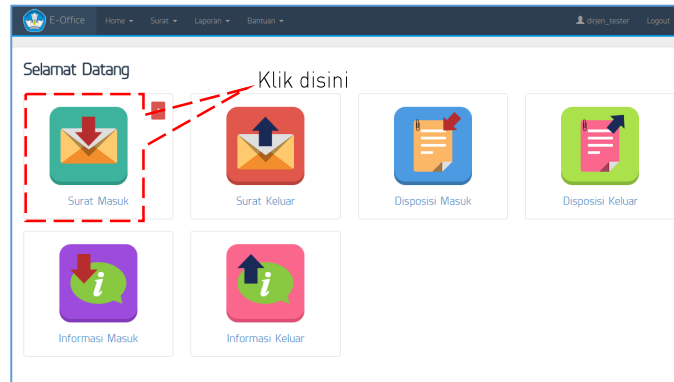 E-Office Home Surat Laporan Bantuan dirjen_tester Logout
Selamat Datang
Klik disini
Surat Masuk Surat Keluar Disposisi Masuk Disposisi Keluar
i i
Informasi Masuk Informasi Keluar